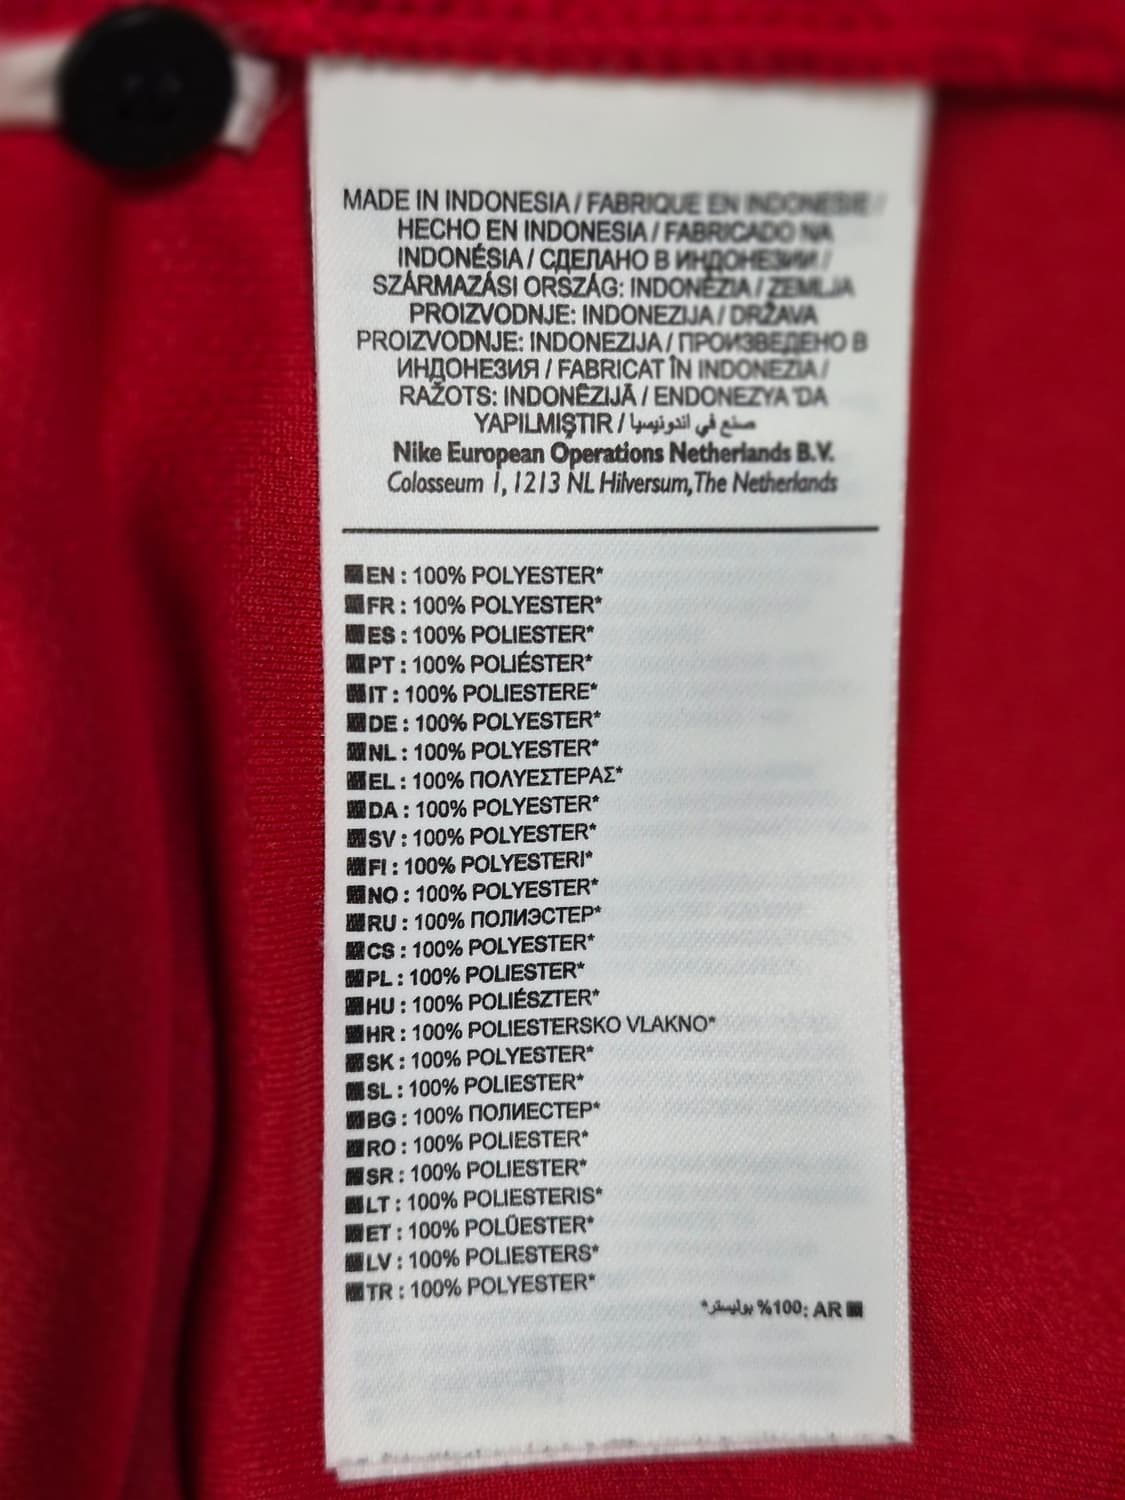 MADE IN INDONESIA / FABRIQUE EN INDONESIE /
HECHO EN INDONESIA / FABRICADO NA
INDONÉSIA / СДЕЛАНО В ИНДОНЕЗИИ /
SZÁRMAZÁSI ORSZÁG: INDONÉZIA / ZEMLJA
PROIZVODNJE: INDONEZIJA / DRŽAVA
PROIZVODNJE: INDONEZIJA / ПРОИЗВЕДЕНО В
ИНДОНЕЗИЯ / FABRICAT ÎN INDONEZIA /
RAŽOTS: INDONĒZIJĀ / ENDONEZYA'DA
YAPILMIŞTIR / صنع في اندونيسيا
Nike European Operations Netherlands B.V.
Colosseum 1, 1213 NL Hilversum, The Netherlands
EN : 100% POLYESTER*
FR : 100% POLYESTER*
ES : 100% POLIESTER*
PT : 100% POLIÉSTER*
IT : 100% POLIESTERE*
DE : 100% POLYESTER*
NL : 100% POLYESTER*
EL : 100% ΠΟΛΥΕΣΤΕΡΑΣ*
DA : 100% POLYESTER*
SV : 100% POLYESTER*
FI : 100% POLYESTERI*
NO : 100% POLYESTER*
RU : 100% ПОЛИЭСТЕР*
CS : 100% POLYESTER*
PL : 100% POLIESTER*
HU : 100% POLIÉSZTER*
HR : 100% POLIESTERSKO VLAKNO*
SK : 100% POLYESTER*
SL : 100% POLIESTER*
BG : 100% ПОЛИЕСТЕР*
RO : 100% POLIESTER*
SR : 100% POLIESTER*
LT : 100% POLIESTERIS*
ET : 100% POLÜESTER*
LV : 100% POLIESTERS*
TR : 100% POLYESTER*
AR : 100% بوليستر*